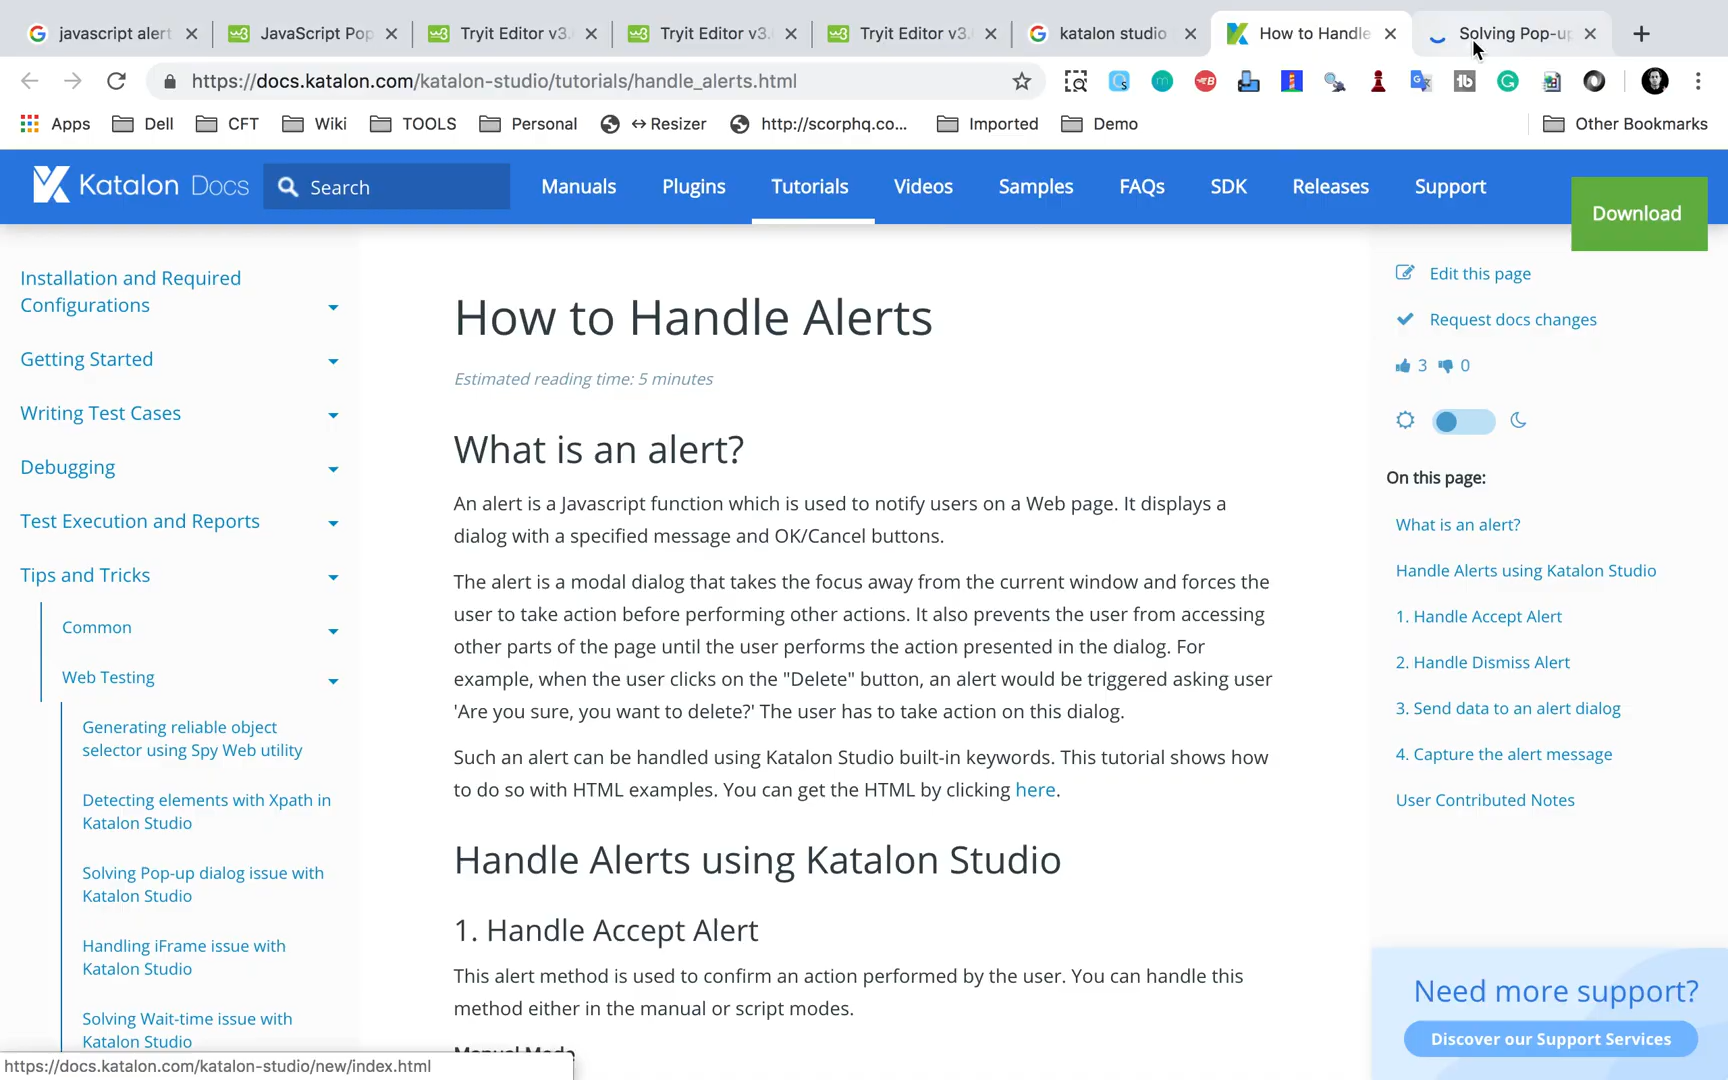 javascript alert
JavaScript Pop
Tryit Editor v3.
Tryit Editor v3.
Tryit Editor v3.
katalon studio
How to Handle
Solving Pop-up
https://docs.katalon.com/katalon-studio/tutorials/handle_alerts.html
Apps
Dell
CFT
Wiki
TOOLS
Personal
↔Resizer
http://scorphq.co...
Imported
Demo
Other Bookmarks
Katalon Docs
Search
Manuals
Plugins
Tutorials
Videos
Samples
FAQs
SDK
Releases
Support
Download
Installation and Required
Configurations
Getting Started
Writing Test Cases
Debugging
Test Execution and Reports
Tips and Tricks
Common
Web Testing
Generating reliable object
selector using Spy Web utility
Detecting elements with Xpath in
Katalon Studio
Solving Pop-up dialog issue with
Katalon Studio
Handling iFrame issue with
Katalon Studio
Solving Wait-time issue with
Katalon Studio
https://docs.katalon.com/katalon-studio/new/index.html
How to Handle Alerts
Estimated reading time: 5 minutes
What is an alert?
An alert is a Javascript function which is used to notify users on a Web page. It displays a
dialog with a specified message and OK/Cancel buttons.
The alert is a modal dialog that takes the focus away from the current window and forces the
user to take action before performing other actions. It also prevents the user from accessing
other parts of the page until the user performs the action presented in the dialog. For
example, when the user clicks on the "Delete" button, an alert would be triggered asking user
'Are you sure, you want to delete?' The user has to take action on this dialog.
Such an alert can be handled using Katalon Studio built-in keywords. This tutorial shows how
to do so with HTML examples. You can get the HTML by clicking here.
Handle Alerts using Katalon Studio
1. Handle Accept Alert
This alert method is used to confirm an action performed by the user. You can handle this
method either in the manual or script modes.
Manual Mode
Edit this page
Request docs changes
3
0
On this page:
What is an alert?
Handle Alerts using Katalon Studio
1. Handle Accept Alert
2. Handle Dismiss Alert
3. Send data to an alert dialog
4. Capture the alert message
User Contributed Notes
Need more support?
Discover our Support Services